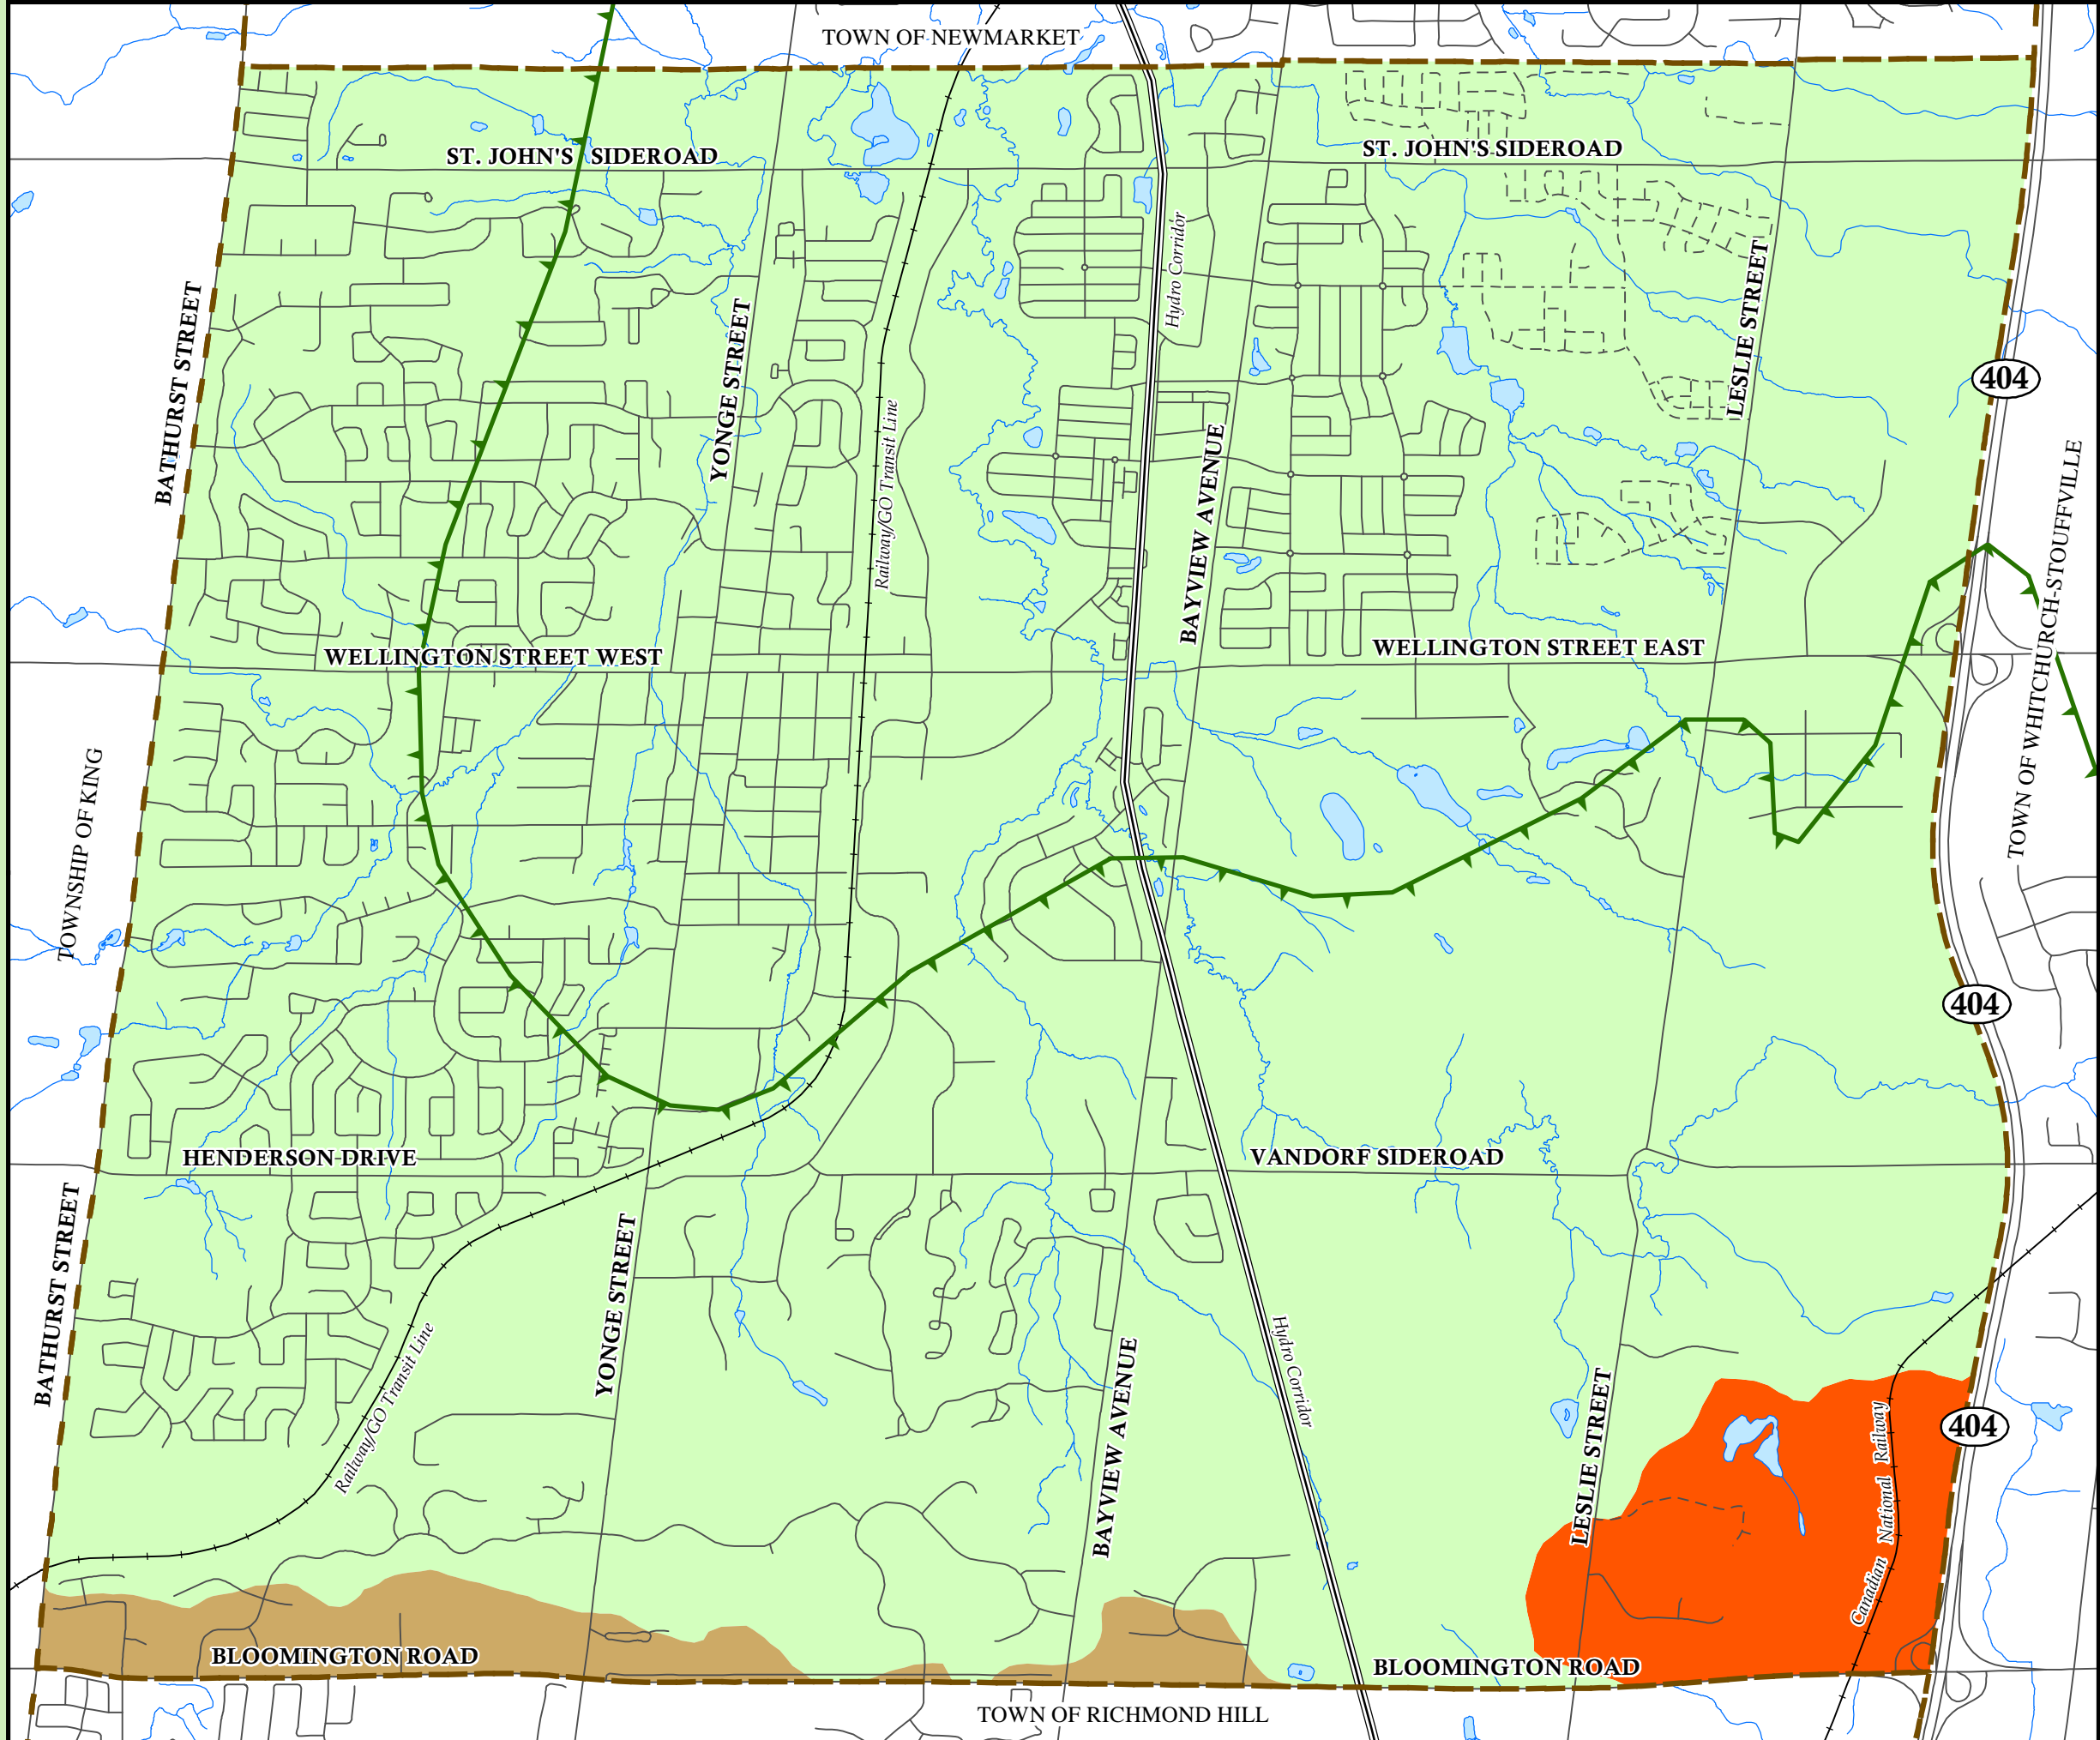 TOWN OF NEWMARKET
ST. JOHN'S SIDEROAD
ST. JOHN'S SIDEROAD
Hydro Corridor
LESLIE STREET
BATHURST STREET
YONGE STREET
404
Railway/GO Transit Line
BAYVIEW AVENUE
TOWN OF WHITCHURCH-STOUFFVILLE
WELLINGTON STREET WEST
WELLINGTON STREET EAST
TOWNSHIP OF KING
404
HENDERSON DRIVE
VANDORF SIDEROAD
BATHURST STREET
YONGE STREET
Railway/GO Transit Line
BAYVIEW AVENUE
Hydro Corridor
LESLIE STREET
Canadian National Railway
404
BLOOMINGTON ROAD
BLOOMINGTON ROAD
TOWN OF RICHMOND HILL